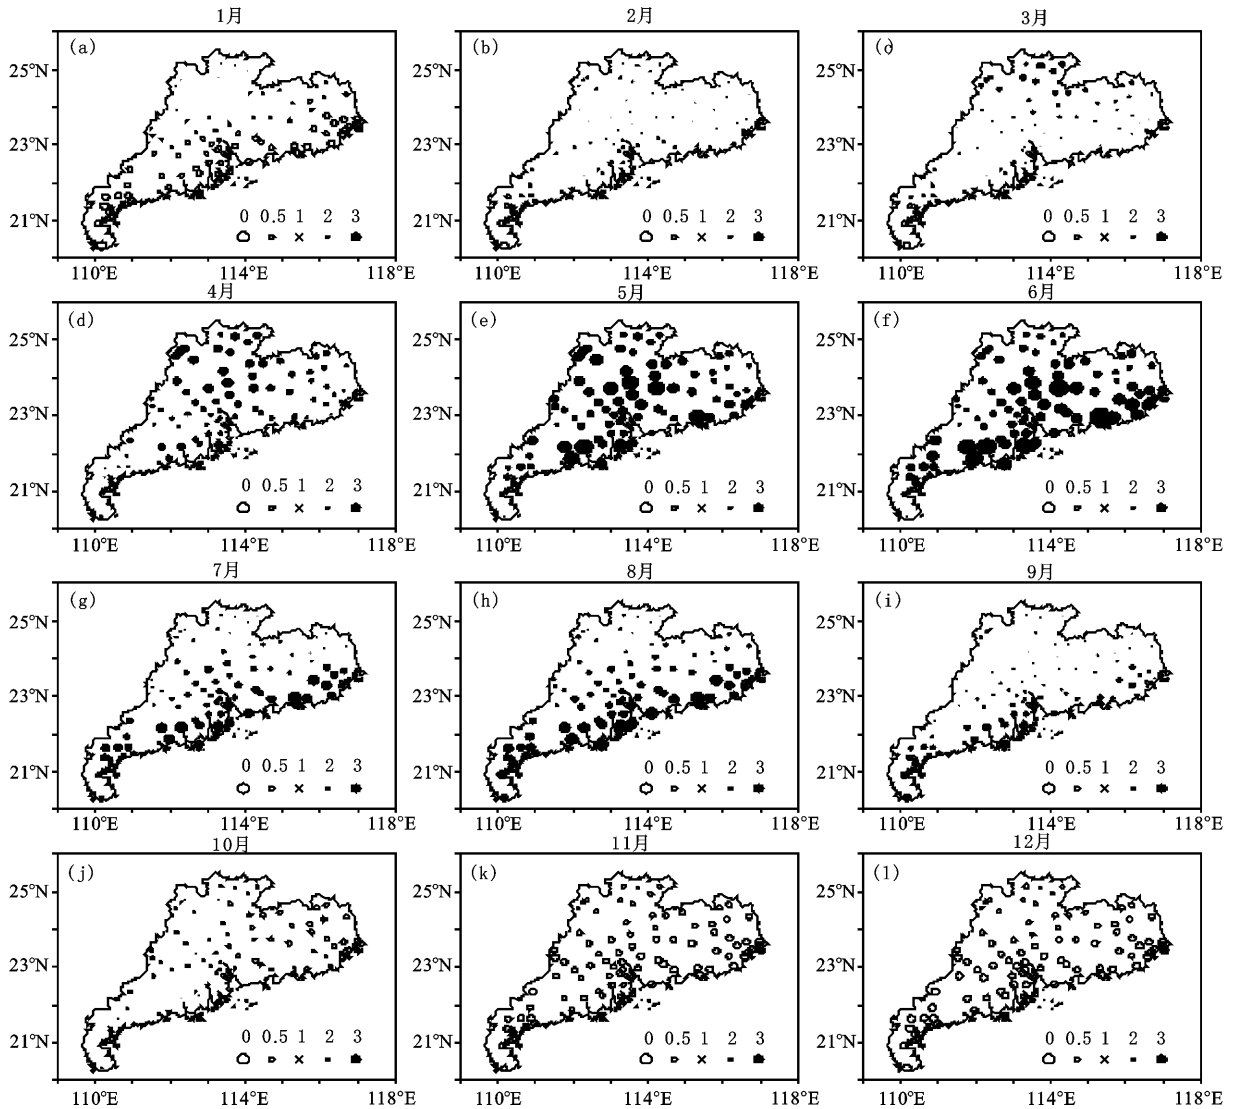 1月 2月 3月
(a) (b) (c)
25°N 25°N 25°N
23°N 23°N 23°N
21°N 21°N 21°N
0 0.5 1 2 3 0 0.5 1 2 3 0 0.5 1 2 3
110°E 114°E 118°E 110°E 114°E 118°E 110°E 114°E 118°E
4月 5月 6月
(d) (e) (f)
25°N 25°N 25°N
23°N 23°N 23°N
21°N 21°N 21°N
0 0.5 1 2 3 0 0.5 1 2 3 0 0.5 1 2 3
110°E 114°E 118°E 110°E 114°E 118°E 110°E 114°E 118°E
7月 8月 9月
(g) (h) (i)
25°N 25°N 25°N
23°N 23°N 23°N
21°N 21°N 21°N
0 0.5 1 2 3 0 0.5 1 2 3 0 0.5 1 2 3
110°E 114°E 118°E 110°E 114°E 118°E 110°E 114°E 118°E
10月 11月 12月
(j) (k) (l)
25°N 25°N 25°N
23°N 23°N 23°N
21°N 21°N 21°N
0 0.5 1 2 3 0 0.5 1 2 3 0 0.5 1 2 3
110°E 114°E 118°E 110°E 114°E 118°E 110°E 114°E 118°E